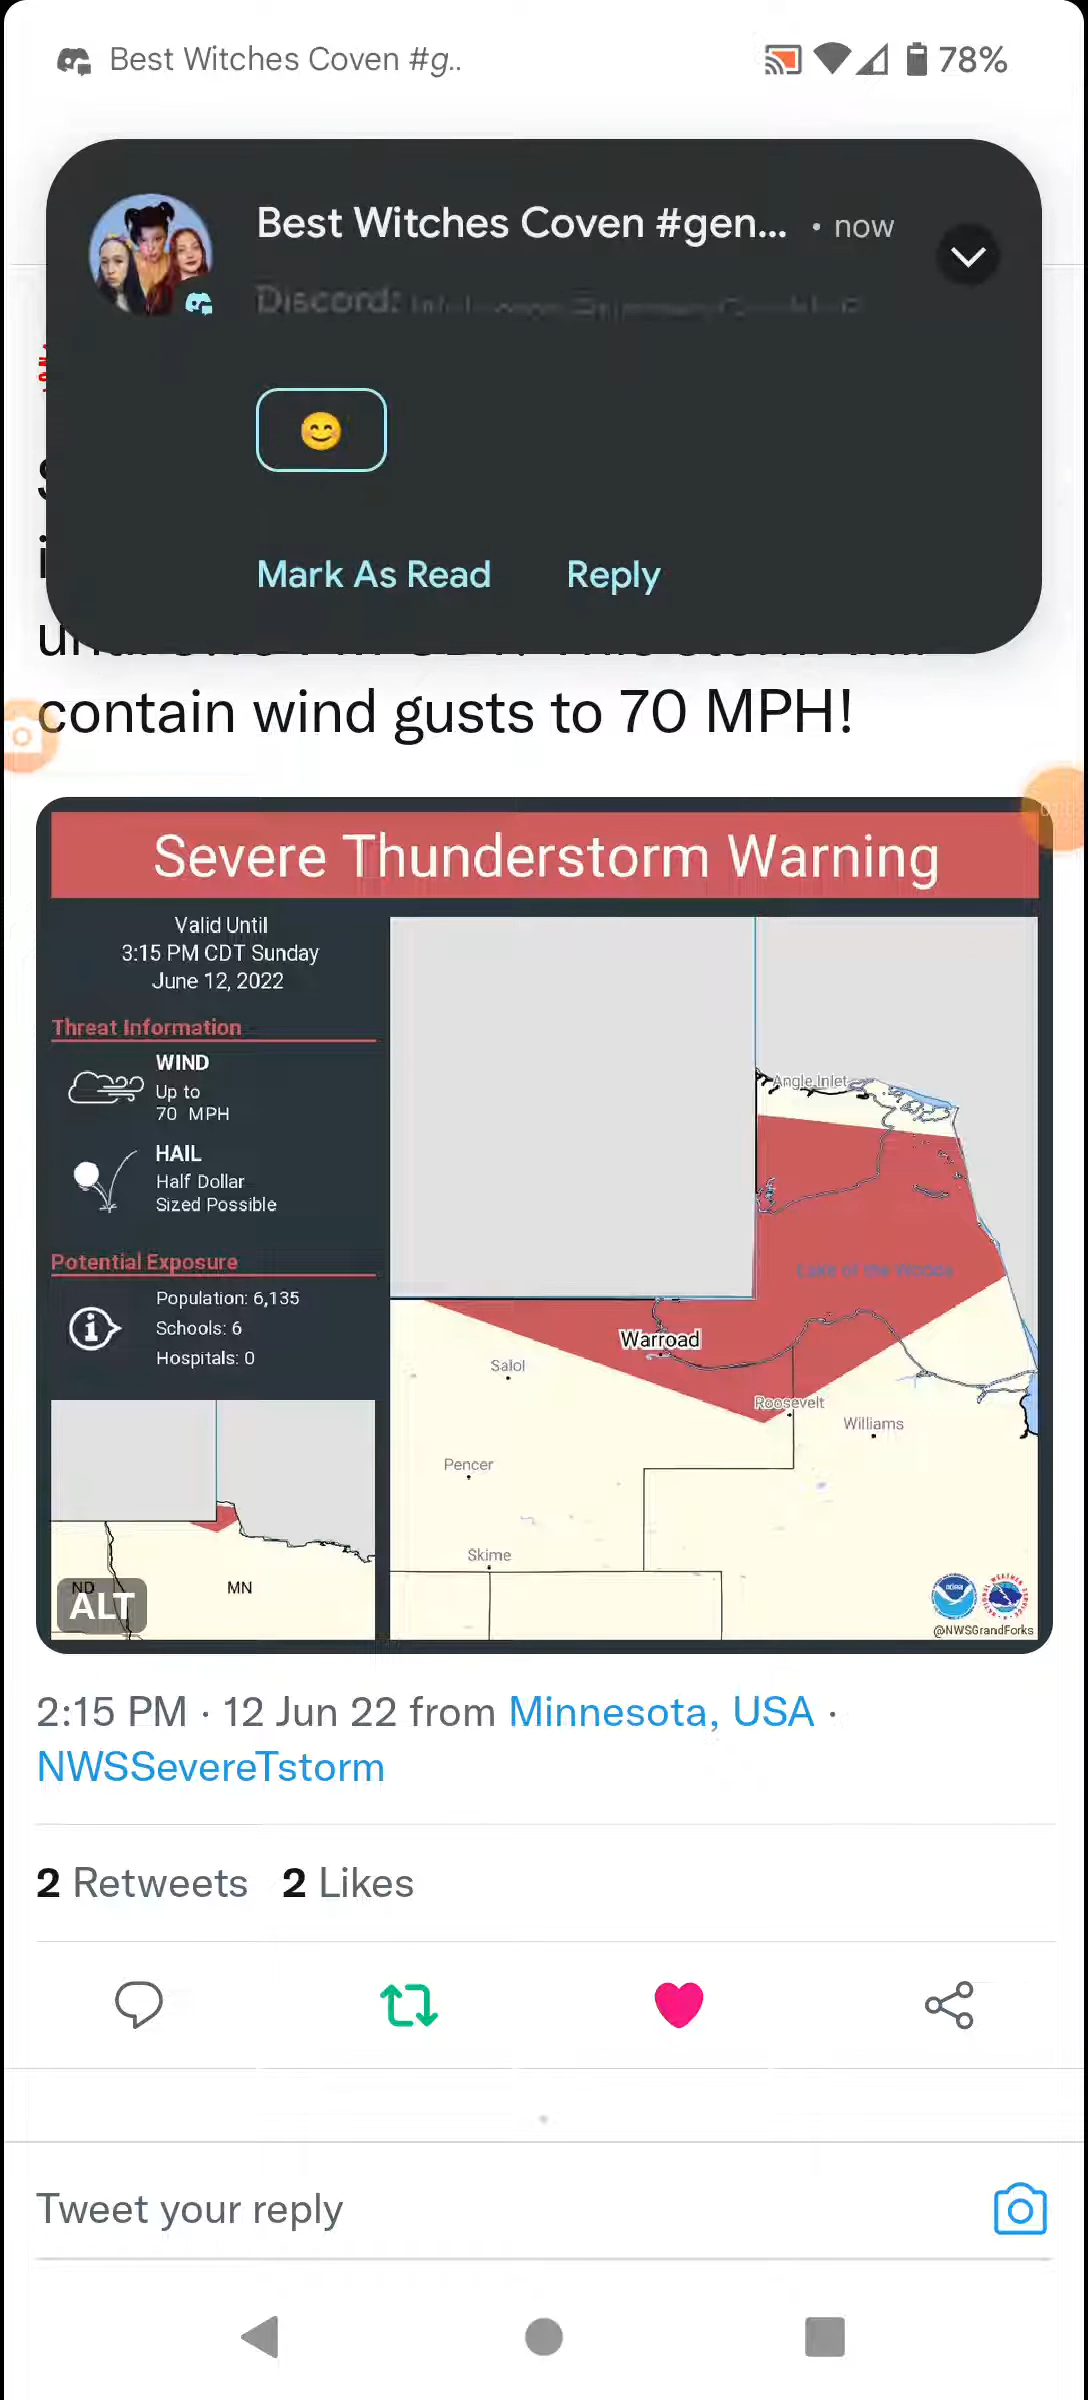 Best Witches Coven #g..
78%
Best Witches Coven #gen... • now
Discord:
Mark As Read Reply
contain wind gusts to 70 MPH!
Severe Thunderstorm Warning
Valid Until
3:15 PM CDT Sunday
June 12, 2022
Threat Information
WIND
Up to
70 MPH
HAIL
Half Dollar
Sized Possible
Potential Exposure
Population: 6,135
Schools: 6
Hospitals: 0
ND
MN
ALT
Angle Inlet
Lake of the Woods
Warroad
Salol
Roosevelt
Williams
Pencer
Skime
@NWSGrandForks
2:15 PM · 12 Jun 22 from Minnesota, USA ·
NWSSevereTstorm
2 Retweets 2 Likes
Tweet your reply